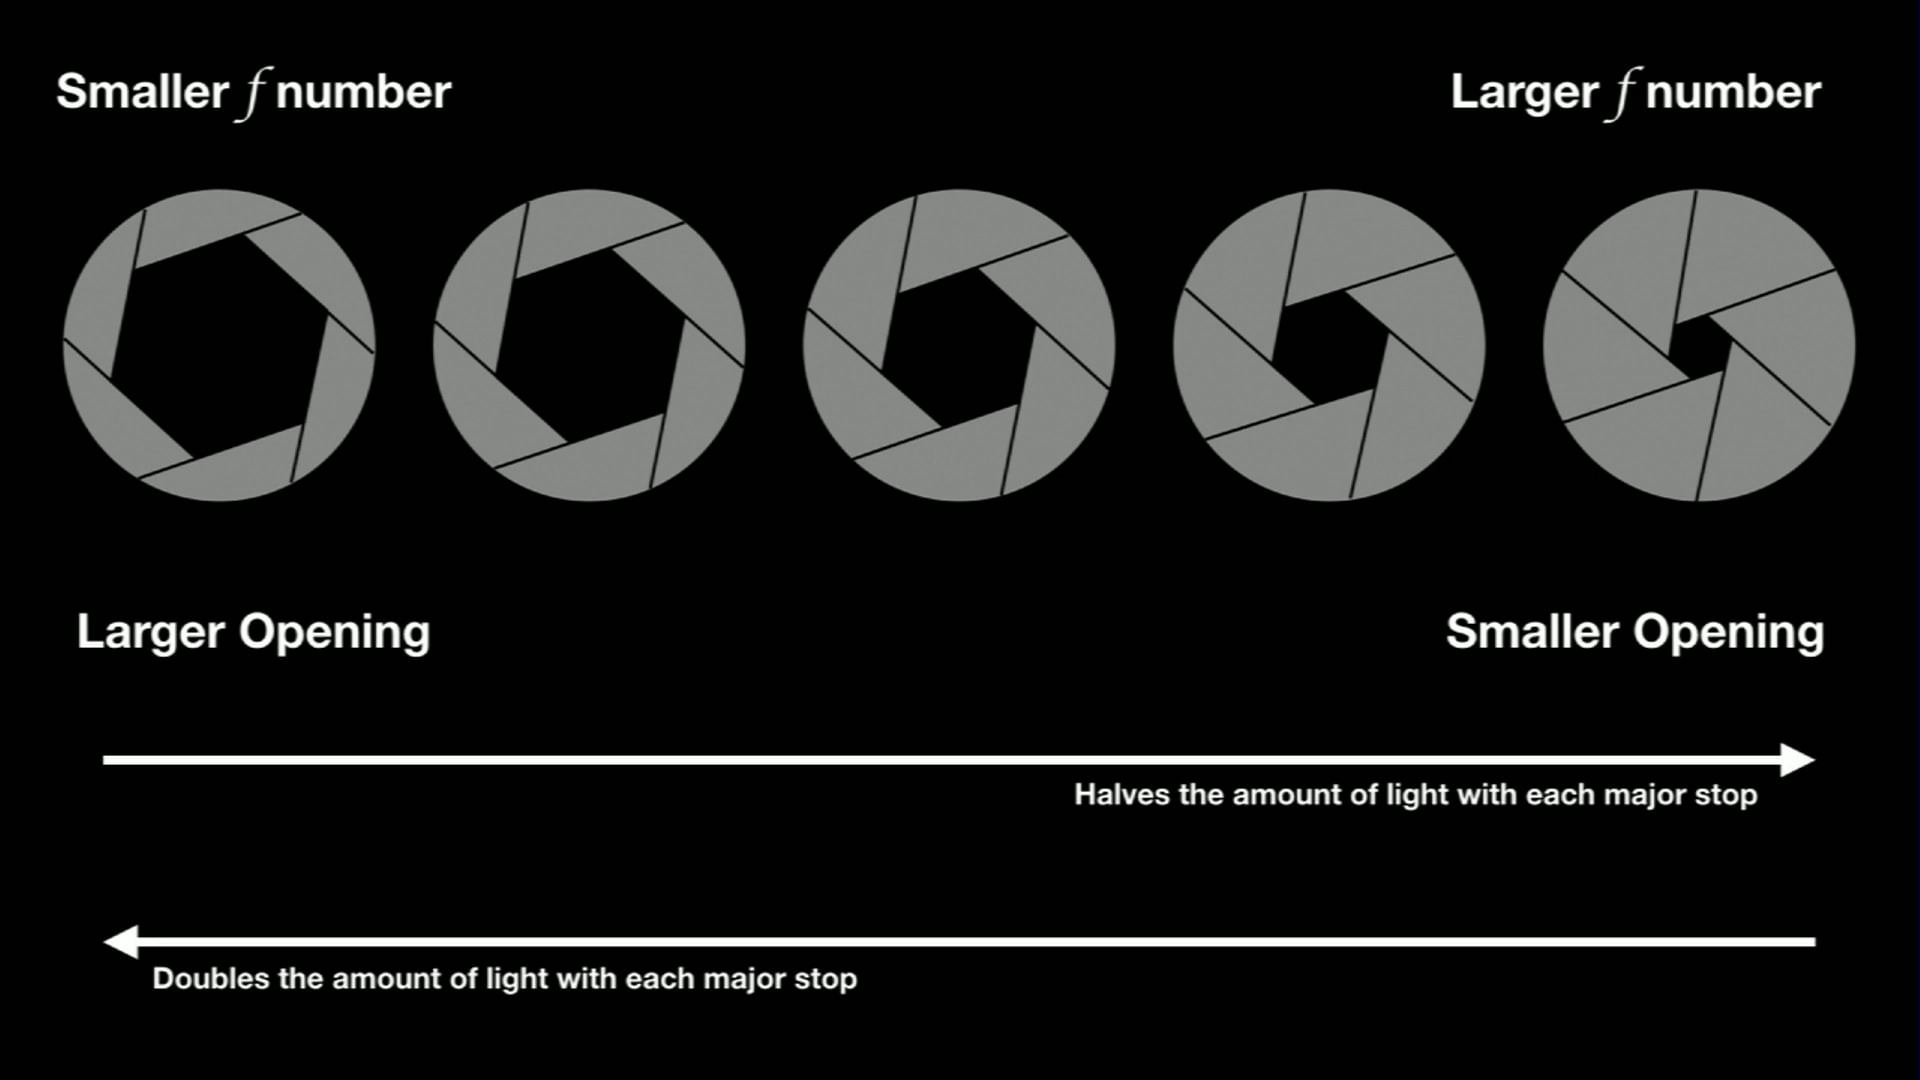 Smaller f number
Larger f number
Larger Opening
Smaller Opening
Halves the amount of light with each major stop
Doubles the amount of light with each major stop